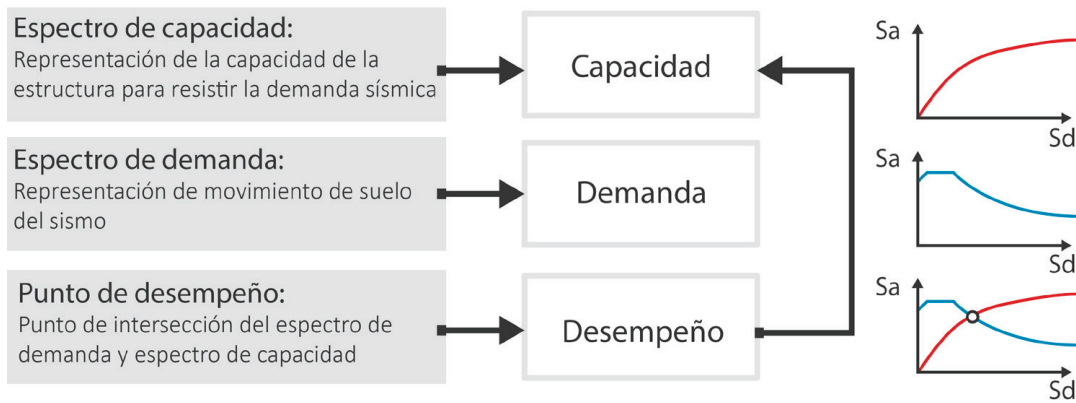 Espectro de capacidad:
Representación de la capacidad de la
estructura para resistir la demanda sísmica
Capacidad
Sa
Sd
Espectro de demanda:
Representación de movimiento de suelo
del sismo
Demanda
Sa
Sd
Punto de desempeño:
Punto de intersección del espectro de
demanda y espectro de capacidad
Desempeño
Sa
Sd